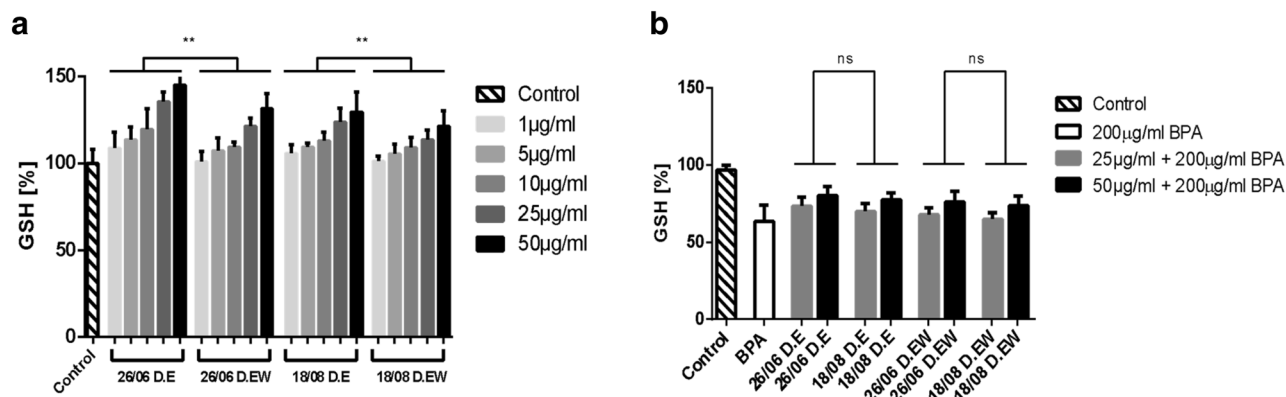 a
** **
150
100
50
0
GSH [%]
Control
26/06 D.E
26/06 D.EW
18/08 D.E
18/08 D.EW
Control
1µg/ml
5µg/ml
10µg/ml
25µg/ml
50µg/ml
b
ns ns
150
100
50
0
GSH [%]
Control
BPA
26/06 D.E
26/06 D.E
18/08 D.E
18/08 D.E
26/06 D.EW
26/06 D.EW
18/08 D.EW
18/08 D.EW
Control
200µg/ml BPA
25µg/ml + 200µg/ml BPA
50µg/ml + 200µg/ml BPA